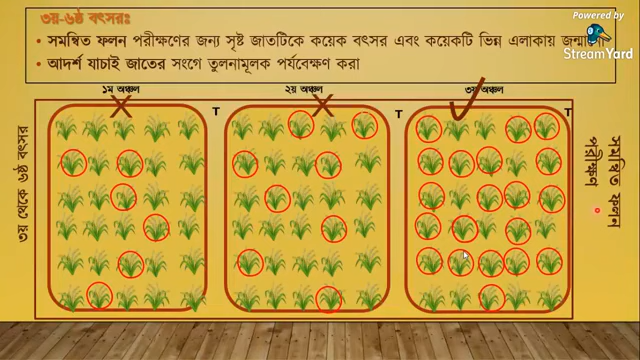 Powered by
StreamYard
৩য়-৬ষ্ঠ বৎসরঃ
• সমন্বিত ফলন পরীক্ষণের জন্য সৃষ্ট জাতটিকে কয়েক বৎসর এবং কয়েকটি ভিন্ন এলাকায়
• আদর্শ যাচাই জাতের সংগে তুলনামূলক পর্যবেক্ষণ করা
১ম অঞ্চল
২য় অঞ্চল
৩য় অঞ্চল
T
T
T
৩য় থেকে ৬ষ্ঠ বৎসর
সমন্বিত ফলন
পরীক্ষণ